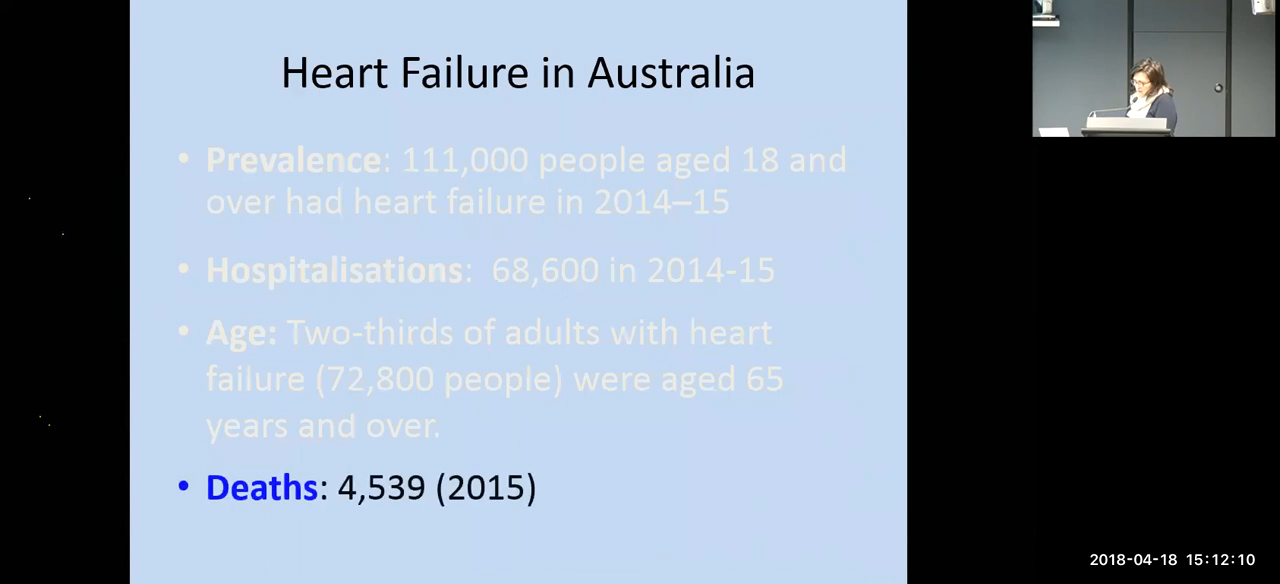 Heart Failure in Australia
• Prevalence: 111,000 people aged 18 and
over had heart failure in 2014–15
• Hospitalisations:  68,600 in 2014-15
• Age: Two-thirds of adults with heart
failure (72,800 people) were aged 65
years and over.
• Deaths: 4,539 (2015)
2018-04-18 15:12:10